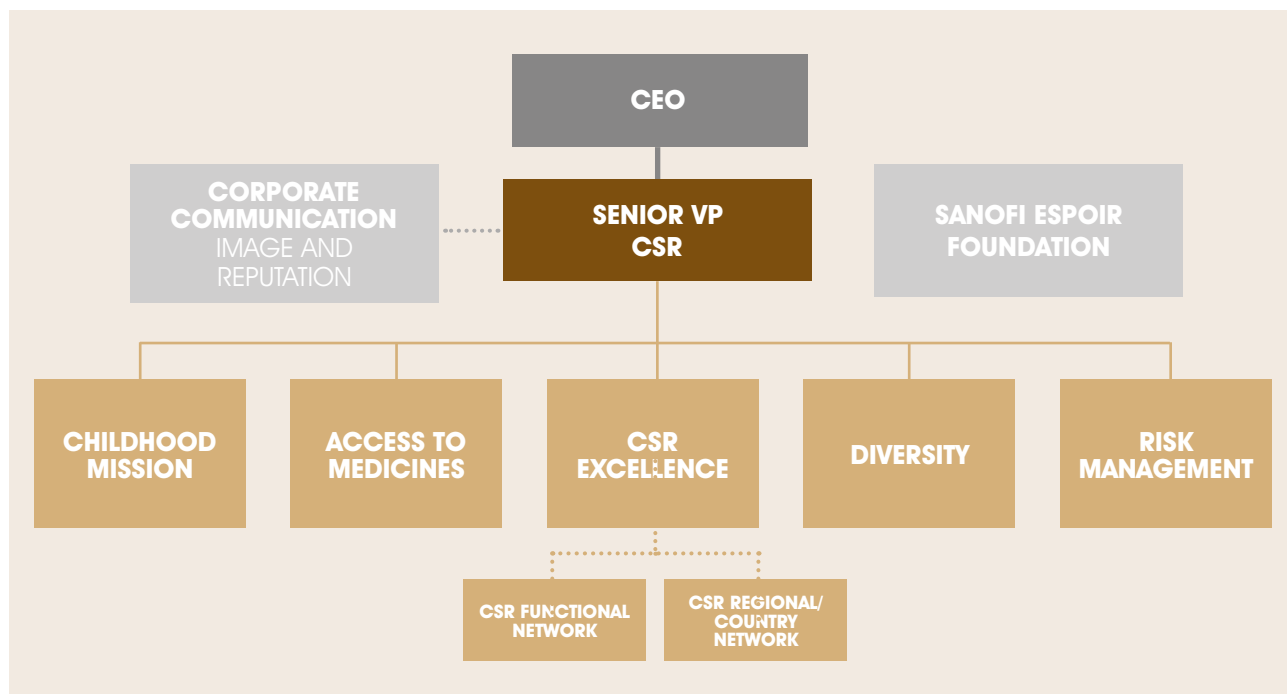 CEO
CORPORATE
COMMUNICATION
IMAGE AND
REPUTATION
SENIOR VP
CSR
SANOFI ESPOIR
FOUNDATION
CHILDHOOD
MISSION
ACCESS TO
MEDICINES
CSR
EXCELLENCE
DIVERSITY
RISK
MANAGEMENT
CSR FUNCTIONAL
NETWORK
CSR REGIONAL/
COUNTRY
NETWORK